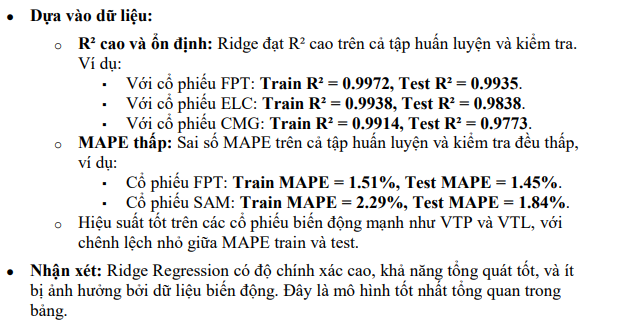 • Dựa vào dữ liệu:
o R² cao và ổn định: Ridge đạt R² cao trên cả tập huấn luyện và kiểm tra.
Ví dụ:
▪ Với cổ phiếu FPT: Train R² = 0.9972, Test R² = 0.9935.
▪ Với cổ phiếu ELC: Train R² = 0.9938, Test R² = 0.9838.
▪ Với cổ phiếu CMG: Train R² = 0.9914, Test R² = 0.9773.
o MAPE thấp: Sai số MAPE trên cả tập huấn luyện và kiểm tra đều thấp,
ví dụ:
▪ Cổ phiếu FPT: Train MAPE = 1.51%, Test MAPE = 1.45%.
▪ Cổ phiếu SAM: Train MAPE = 2.29%, Test MAPE = 1.84%.
o Hiệu suất tốt trên các cổ phiếu biến động mạnh như VTP và VTL, với
chênh lệch nhỏ giữa MAPE train và test.
• Nhận xét: Ridge Regression có độ chính xác cao, khả năng tổng quát tốt, và ít
bị ảnh hưởng bởi dữ liệu biến động. Đây là mô hình tốt nhất tổng quan trong
bảng.